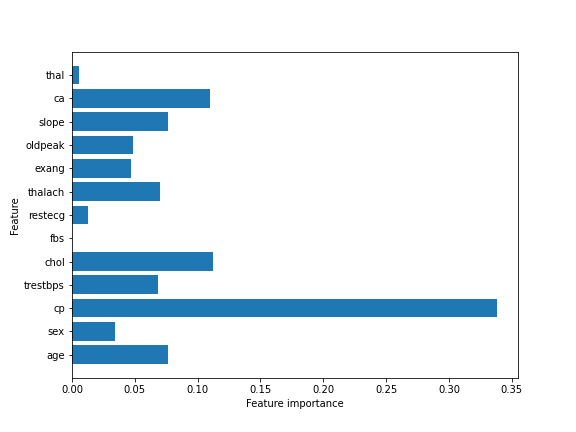 thal
ca
slope
oldpeak
exang
thalach
restecg
fbs
chol
trestbps
cp
sex
age
Feature
0.00 0.05 0.10 0.15 0.20 0.25 0.30 0.35
Feature importance